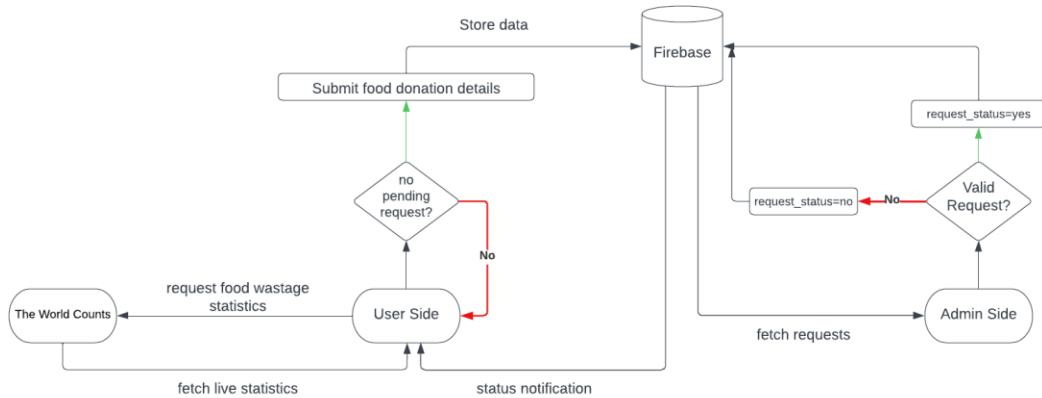 Store data
Firebase
Submit food donation details
request_status=yes
no
pending
request?
Valid
Request?
No
request_status=no
No
request food wastage
statistics
The World Counts
User Side
Admin Side
fetch requests
fetch live statistics
status notification